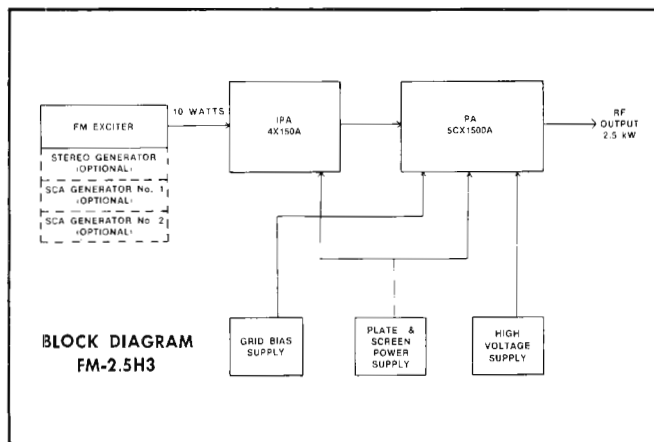 10 WATTS
FM EXCITER
STEREO GENERATOR
(OPTIONAL)
SCA GENERATOR No. 1
(OPTIONAL)
SCA GENERATOR No 2
(OPTIONAL)
IPA
4X150A
PA
5CX1500A
RF
OUTPUT
2.5 kW
BLOCK DIAGRAM
FM-2.5H3
GRID BIAS
SUPPLY
PLATE &
SCREEN
POWER
SUPPLY
HIGH
VOLTAGE
SUPPLY